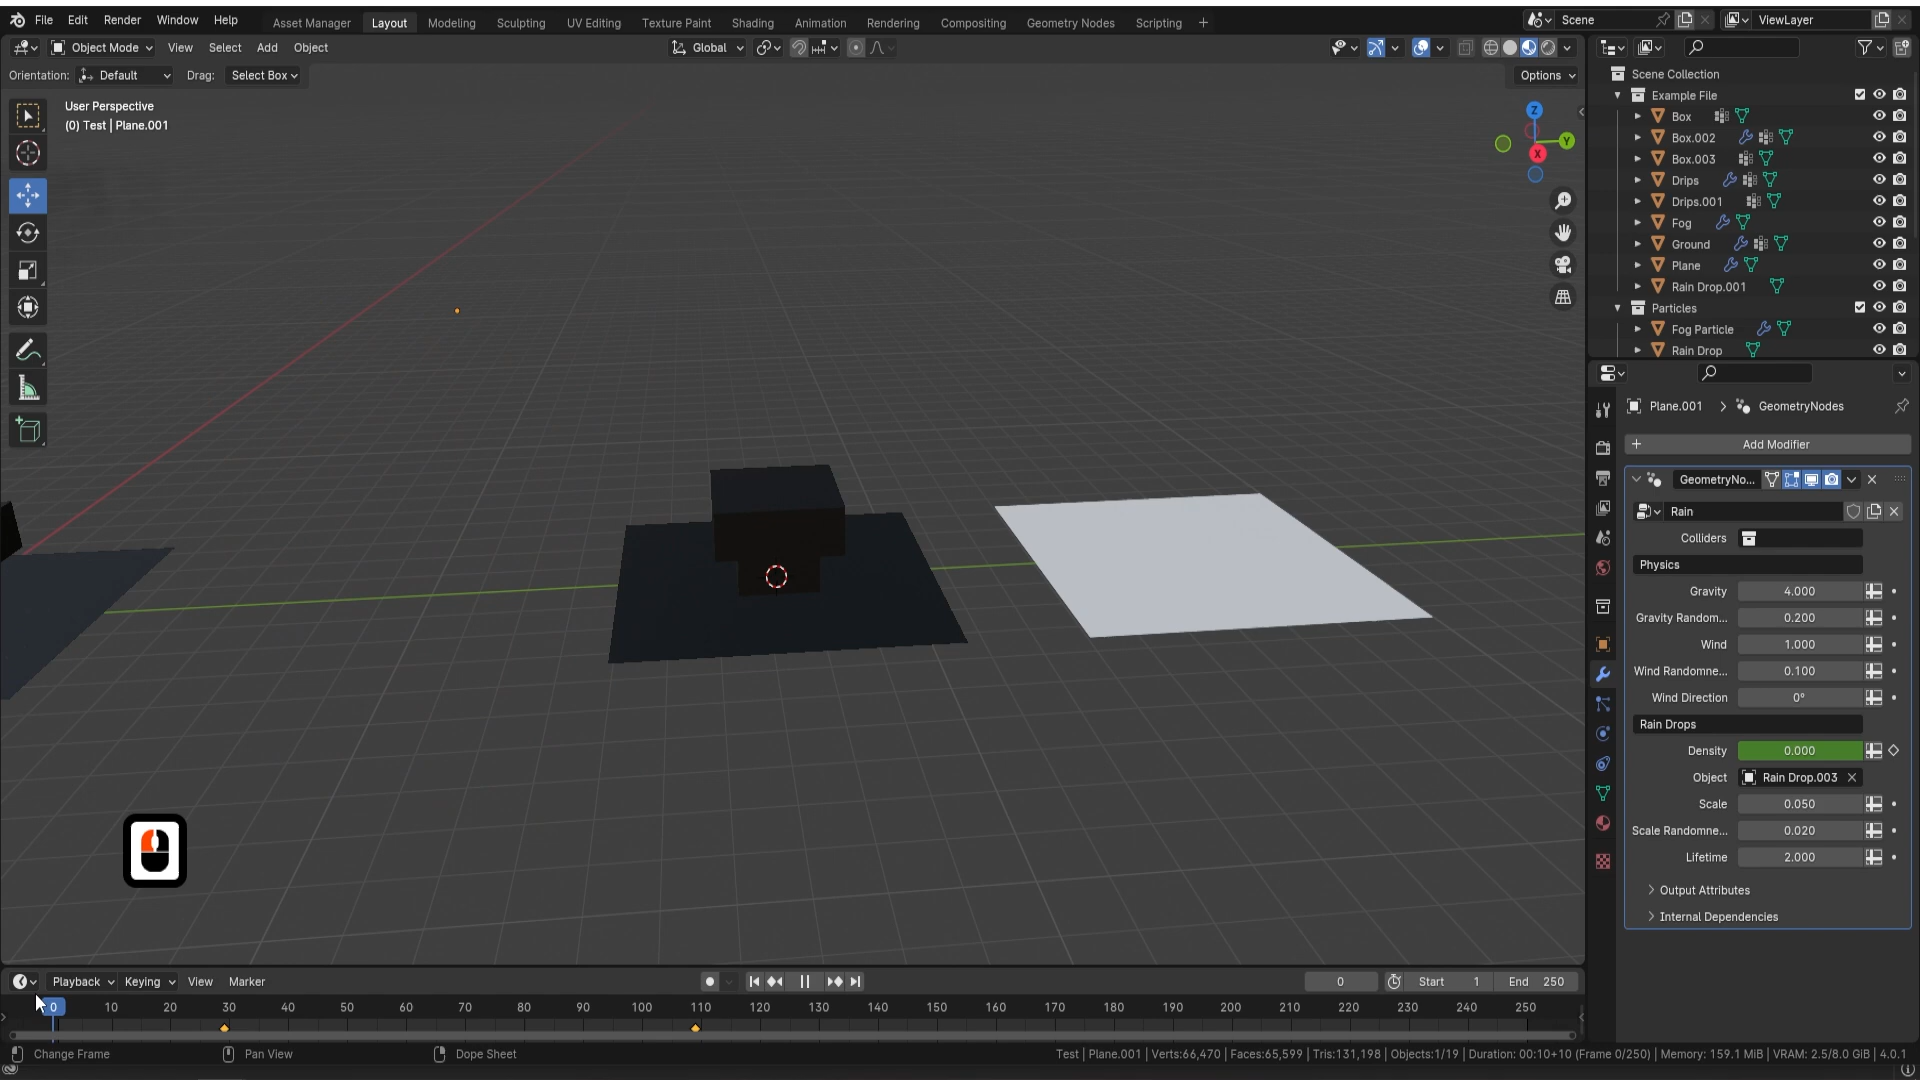 File Edit Render Window Help Asset Manager Layout Modeling Sculpting UV Editing Texture Paint Shading Animation Rendering Compositing Geometry Nodes Scripting + Scene ViewLayer
Object Mode View Select Add Object Global
Orientation: Default Drag: Select Box Options
User Perspective
(0) Test | Plane.001
Z
Y
X
Scene Collection
Example File
Box
Box.002
Box.003
Drips
Drips.001
Fog
Ground
Plane
Rain Drop.001
Particles
Fog Particle
Rain Drop
Plane.001 > GeometryNodes
+ Add Modifier
GeometryNo...
Rain
Colliders
Physics
Gravity 4.000
Gravity Random... 0.200
Wind 1.000
Wind Randomne... 0.100
Wind Direction 0°
Rain Drops
Density 0.000
Object Rain Drop.003
Scale 0.050
Scale Randomne... 0.020
Lifetime 2.000
Output Attributes
Internal Dependencies
Playback Keying View Marker 0 Start 1 End 250
0 10 20 30 40 50 60 70 80 90 100 110 120 130 140 150 160 170 180 190 200 210 220 230 240 250
Change Frame Pan View Dope Sheet Test | Plane.001 | Verts:66,470 | Faces:65,599 | Tris:131,198 | Objects:1/19 | Duration: 00:10+10 (Frame 0/250) | Memory: 159.1 MiB | VRAM: 2.5/8.0 GiB | 4.0.1